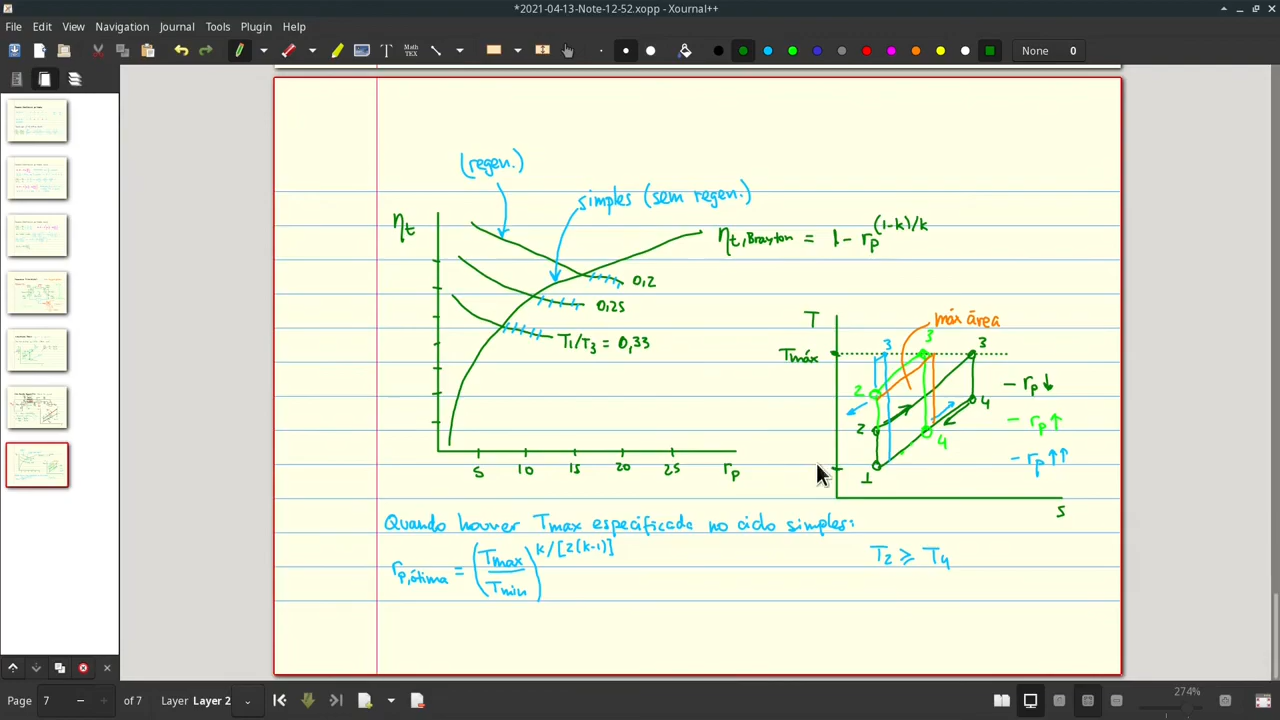 *2021-04-13-Note-12-52.xopp - Xournal++
File Edit View Navigation Journal Tools Plugin Help
T MATH TEX None 0
(regen.)
simples (sem regen.)
ηt
ηt,Brayton = 1 - rp^(1-k)/k
0,2
0,25
T1/T3 = 0,33
5 10 15 20 25 rp
T
máx área
Tmáx
3 3 3
2
2
4
4
1
s
- rp↓
- rp↑
- rp↑↑
Quando houver Tmax especificada no ciclo simples:
rp,ótima = (Tmax/Tmin)^k/[2(k-1)]
T2 ≥ T4
Page 7 of 7 Layer Layer 2
274%